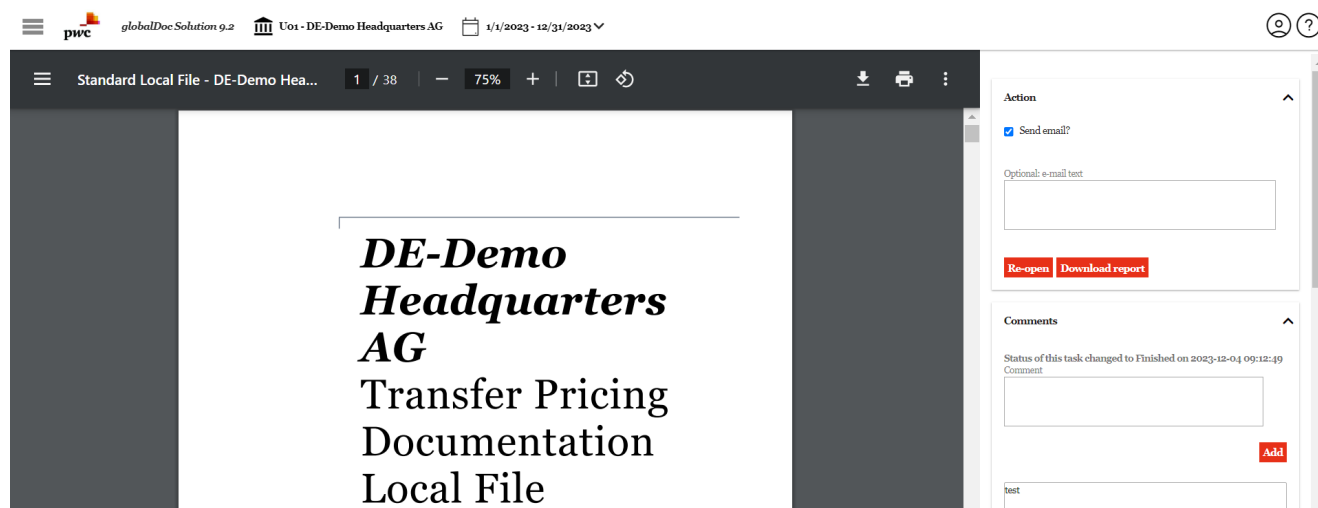 pwc globalDoc Solution 9.2 U01 - DE-Demo Headquarters AG 1/1/2023 - 12/31/2023
Standard Local File - DE-Demo Hea... 1 / 38 75%
DE-Demo
Headquarters
AG
Transfer Pricing
Documentation
Local File
Action
Send email?
Optional: e-mail text
Re-open Download report
Comments
Status of this task changed to Finished on 2023-12-04 09:12:49
Comment
Add
test